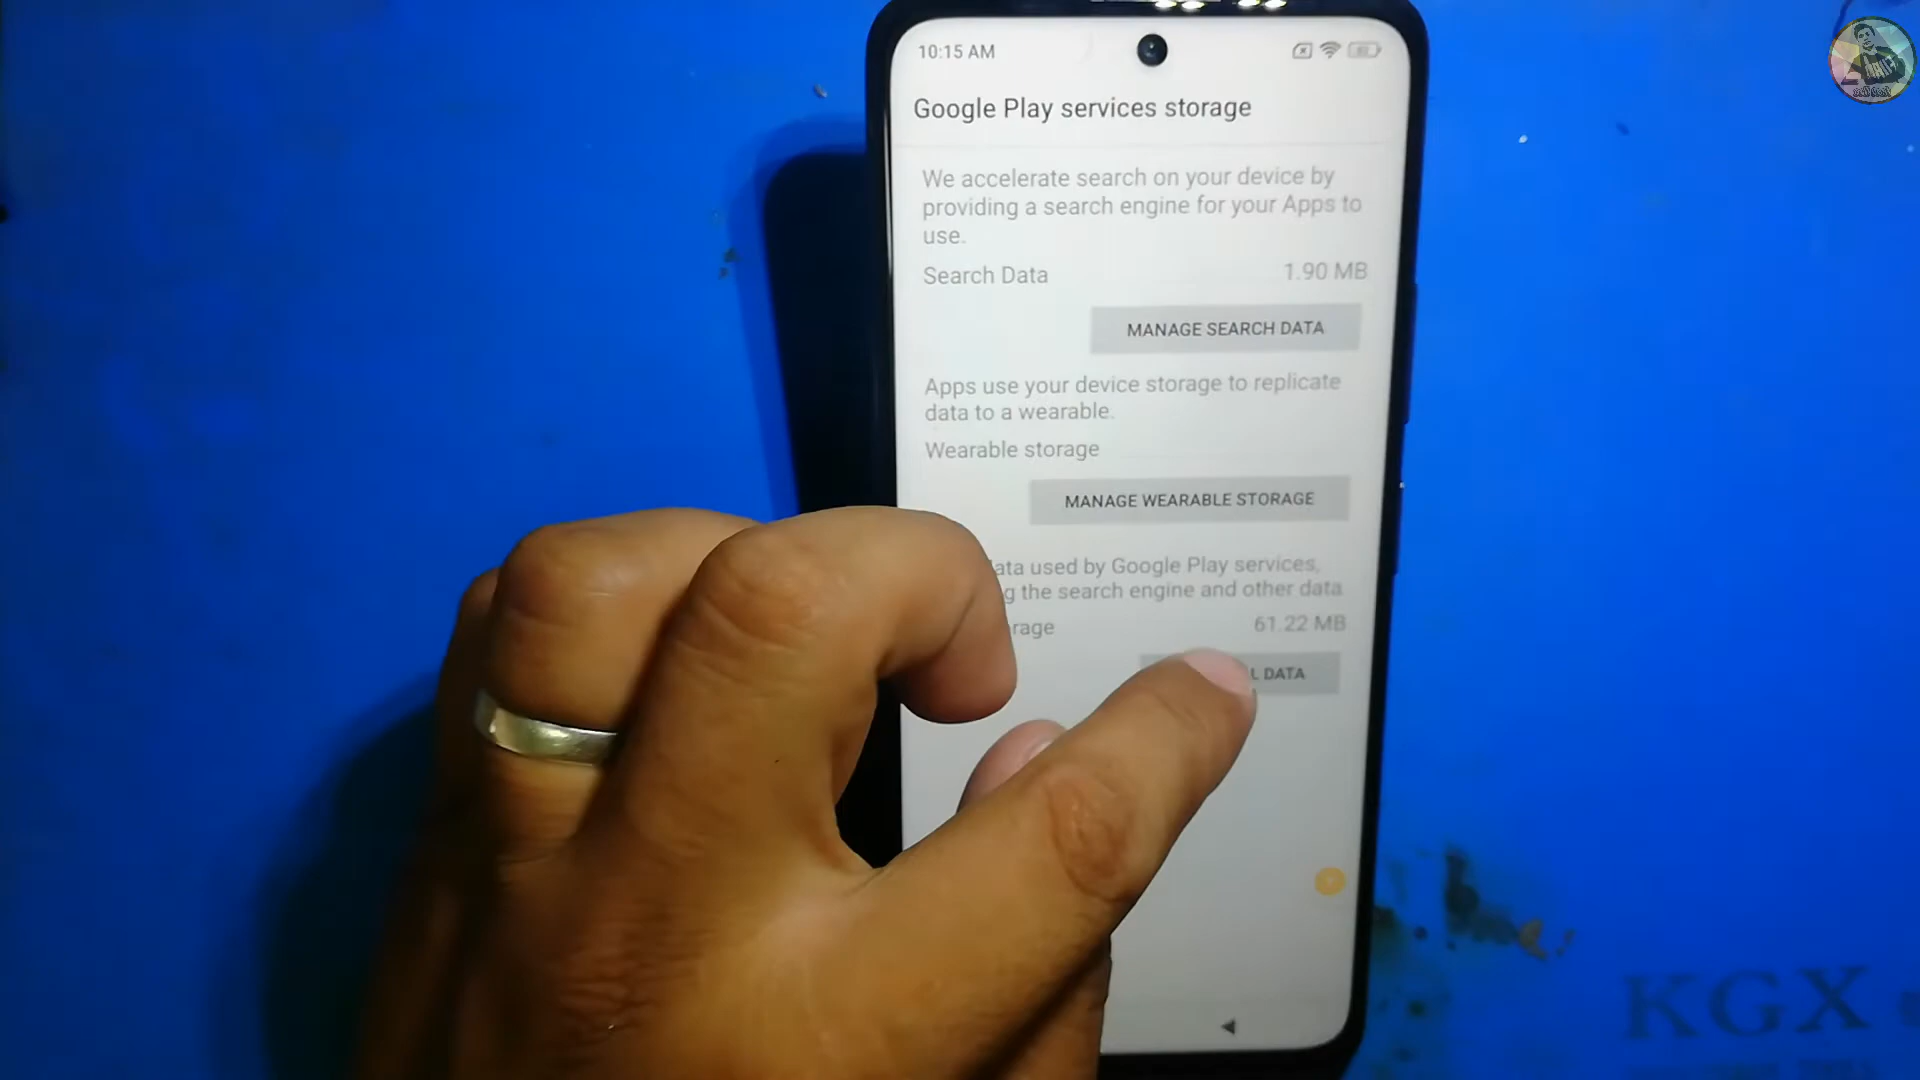 10:15 AM
Google Play services storage
We accelerate search on your device by
providing a search engine for your Apps to
use.
Search Data 1.90 MB
MANAGE SEARCH DATA
Apps use your device storage to replicate
data to a wearable.
Wearable storage
MANAGE WEARABLE STORAGE
ata used by Google Play services,
g the search engine and other data
rage 61.22 MB
L DATA
KGX